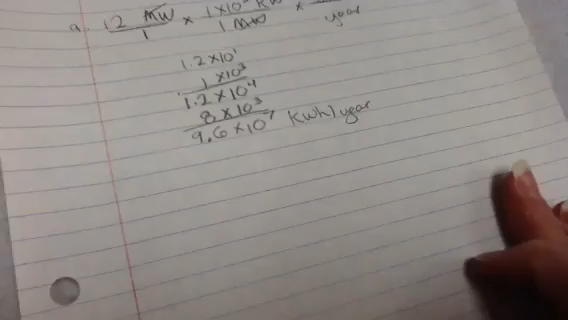 a. 12 MW × 1×10 KW ×
1 1 MW year
1.2×10¹
1×10³
1.2×10⁴
8×10³
9.6×10⁷ Kwh/year